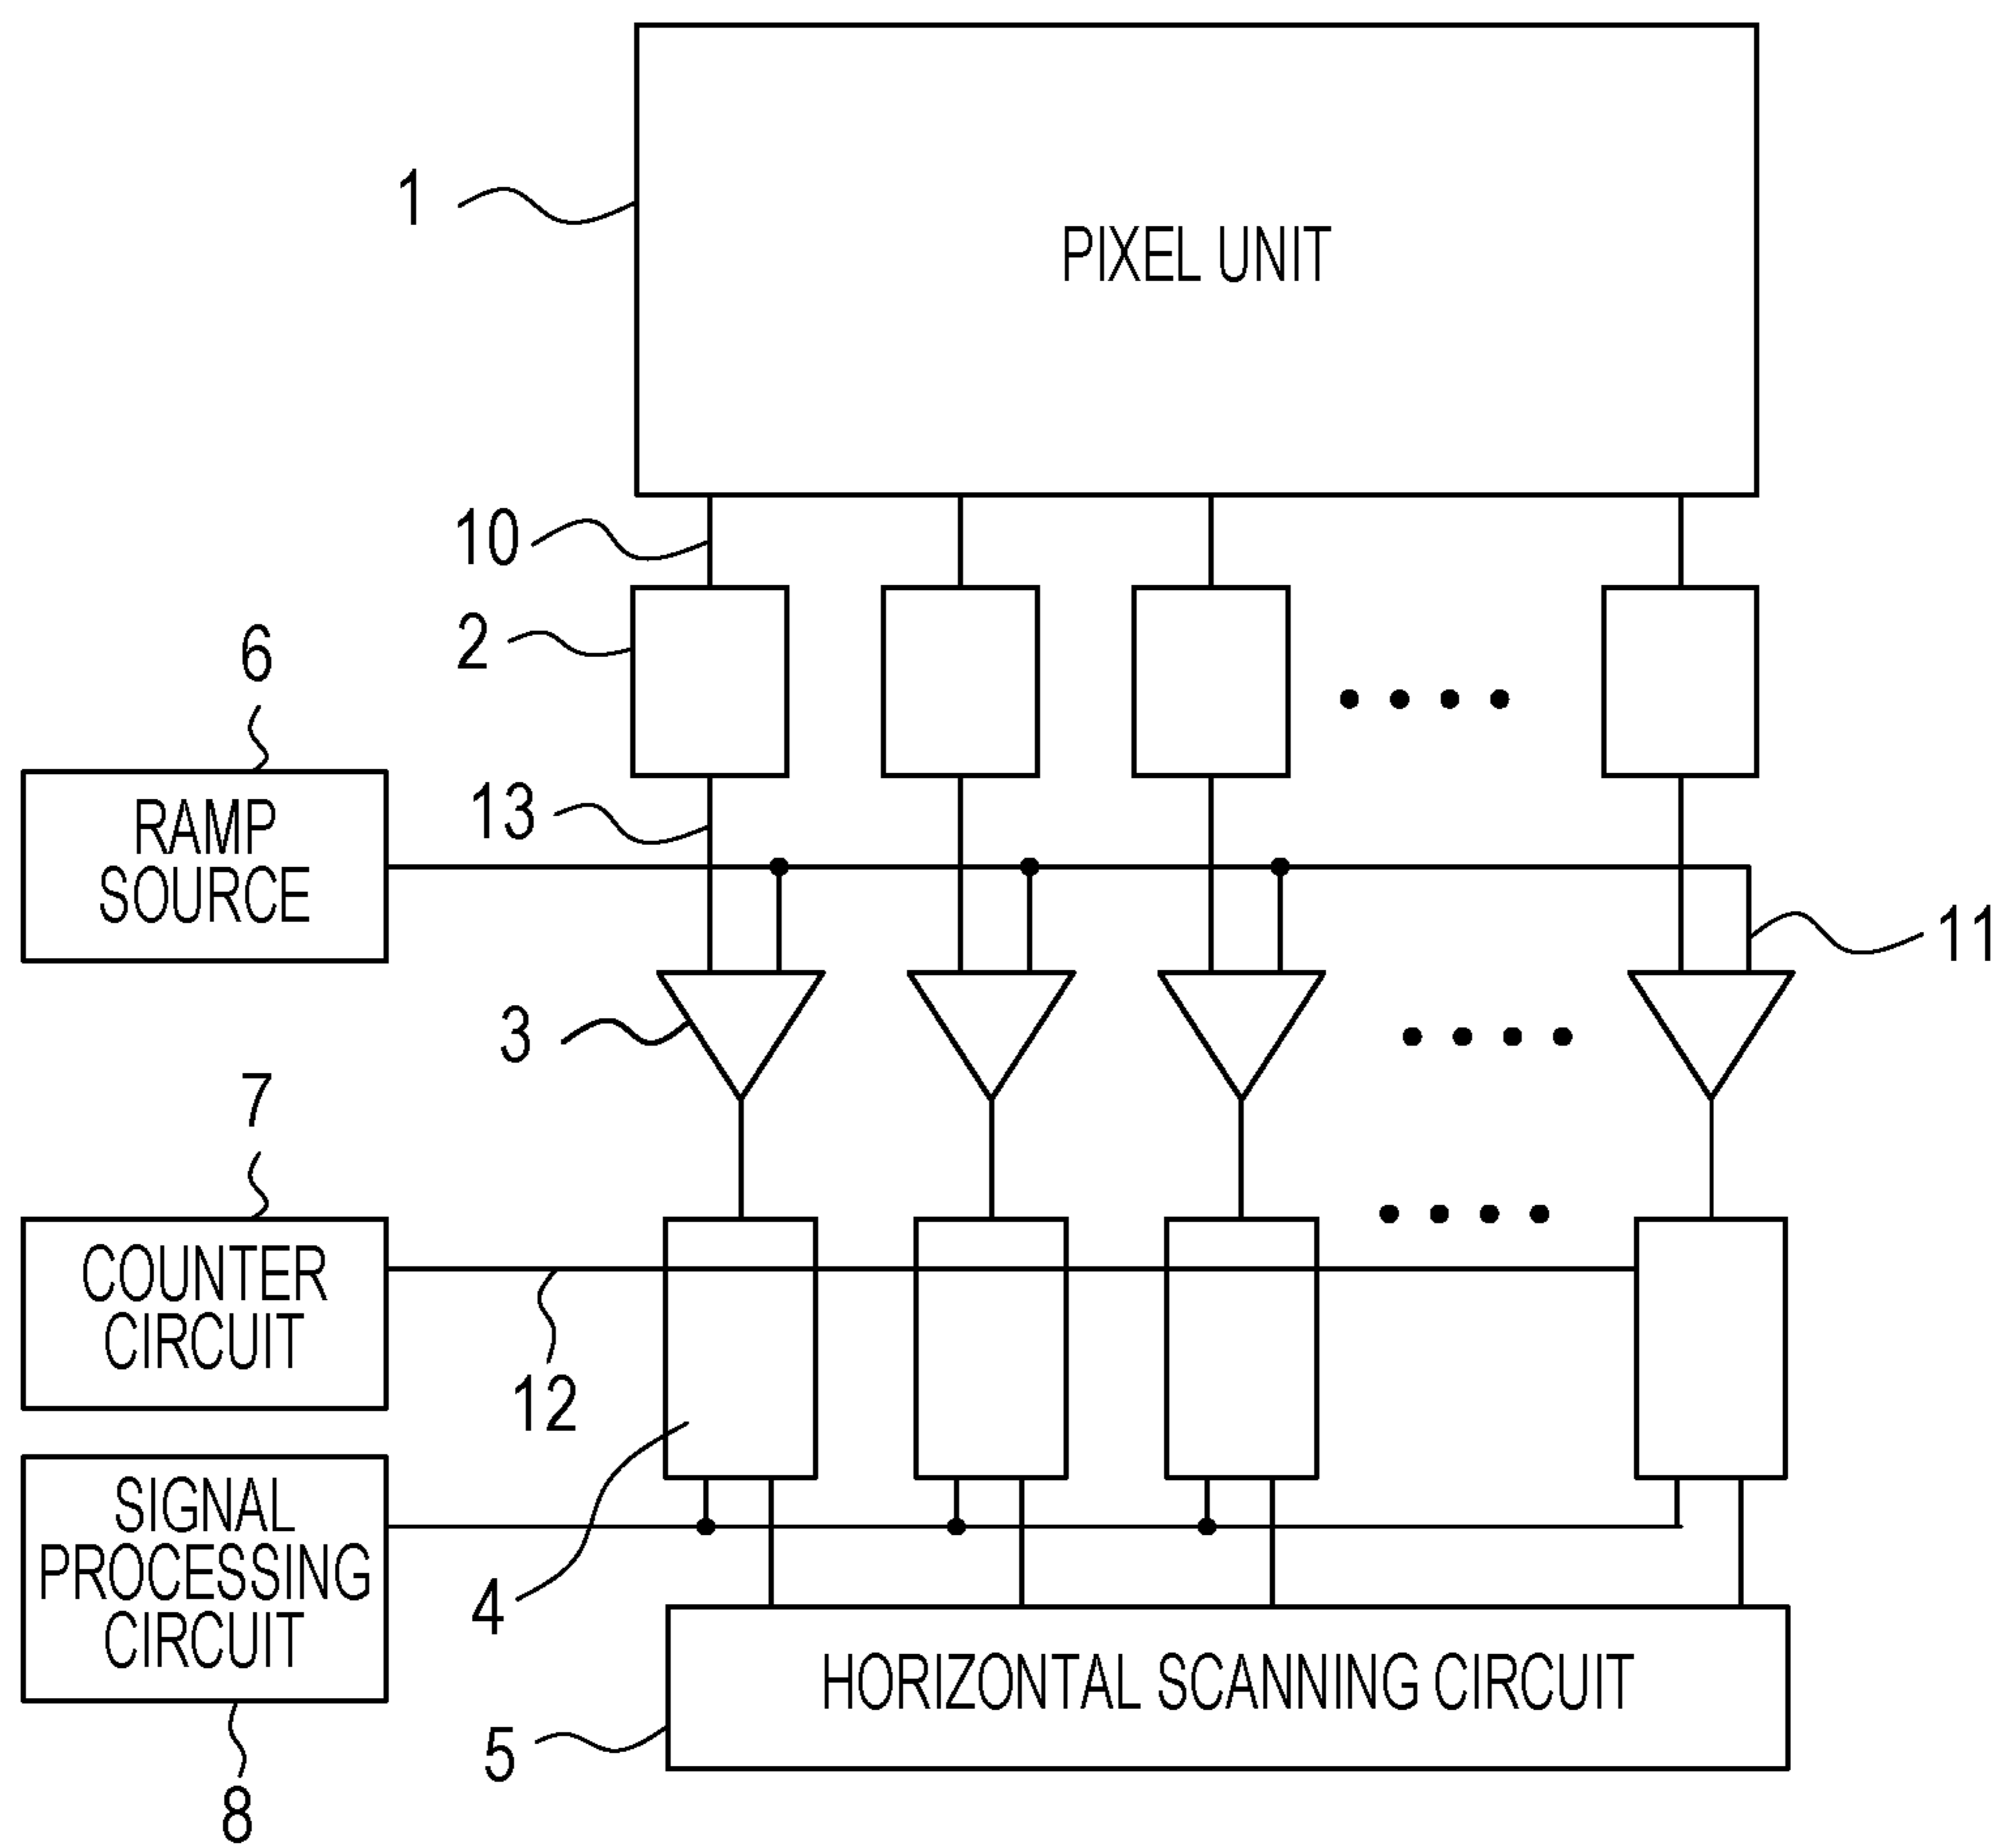 1
PIXEL UNIT
10
2
6
13
RAMP
SOURCE
11
3
7
COUNTER
CIRCUIT
12
SIGNAL
PROCESSING
CIRCUIT
4
HORIZONTAL SCANNING CIRCUIT
5
8